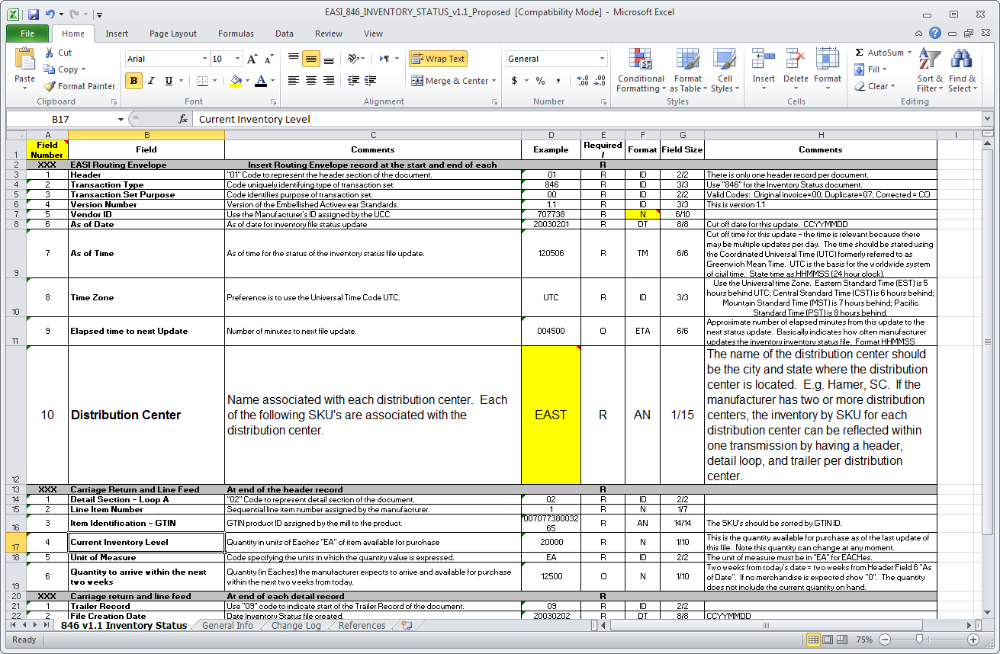 EASI_846_INVENTORY_STATUS_v1.1_Proposed [Compatibility Mode] - Microsoft Excel
File Home Insert Page Layout Formulas Data Review View
Paste
Cut
Copy
Format Painter
Clipboard
Arial 10
B I U
Font
Wrap Text
Merge & Center
Alignment
General
$ % ,
Number
Conditional Formatting
Format as Table
Cell Styles
Styles
Insert Delete Format
Cells
AutoSum
Fill
Clear
Sort & Filter
Find & Select
Editing
B17 fx Current Inventory Level
A B C D E F G H I
1 Field Number Field Comments Example Required / Format Field Size Comments
2 XXX EASI Routing Envelope Insert Routing Envelope record at the start and end of each R
3 1 Header "01" Code to represent the header section of the document. 01 R ID 2/2 There is only one header record per document.
4 2 Transaction Type Code uniquely identifying type of transaction set. 846 R ID 3/3 Use "846" for the Inventory Status document.
5 3 Transaction Set Purpose Code identifies purpose of transaction set. 00 R ID 2/2 Valid Codes: Original invoice=00; Duplicate=07; Corrected = CO
6 4 Version Number Version of the Embellished Activewear Standards. 1.1 R ID 3/3 This is version 1.1
7 5 Vendor ID Use the Manufacturer's ID assigned by the UCC 707738 R N 6/10
8 6 As of Date As of date for inventory file status update 20030201 R DT 8/8 Cut off date for this update. CCYYMMDD
9 7 As of Time As of time for the status of the inventory status file update. 120506 R TM 6/6
Cut off time for this update - the time is relevant because there
may be multiple updates per day. The time should be stated using
the Coordinated Universal Time (UTC) formerly referred to as
Greenwich Mean Time. UTC is the basis for the worldwide system
of civil time. State time as HHMMSS (24 hour clock).
10 8 Time Zone Preference is to use the Universal Time Code UTC. UTC R ID 3/3
Use the Universal time Zone. Eastern Standard Time (EST) is 5
hours behind UTC; Central Standard Time (CST) is 6 hours behind;
Mountain Standard Time (MST) is 7 hours behind; Pacific
Standard Time (PST) is 8 hours behind.
11 9 Elapsed time to next Update Number of minutes to next file update. 004500 O ETA 6/6
Approximate number of elapsed minutes from this update to the
next status update. Basically indicates how often manufacturer
updates the inventory inventory status file. Format HHMMSS
12 10 Distribution Center
Name associated with each distribution center. Each
of the following SKU's are associated with the
distribution center.
EAST R AN 1/15
The name of the distribution center should
be the city and state where the distribution
center is located. E.g. Hamer, SC. If the
manufacturer has two or more distribution
centers, the inventory by SKU for each
distribution center can be reflected within
one transmission by having a header,
detail loop, and trailer per distribution
center.
13 XXX Carriage Return and Line Feed At end of the header record R
14 1 Detail Section - Loop A "02" Code to represent detail section of the document. 02 R ID 2/2
15 2 Line Item Number Sequential line item number assigned by the manufacturer. 1 R N 1/7
16 3 Item Identification - GTIN GTIN product ID assigned by the mill to the product. 00707738003265 R AN 14/14 The SKU's should be sorted by GTIN ID.
17 4 Current Inventory Level Quantity in units of Eaches "EA" of item available for purchase 20000 R N 1/10
This is the quantity available for purchase as of the last update of
this file. Note this quantity can change at any moment.
18 5 Unit of Measure Code specifying the units in which the quantity value is expressed. EA R ID 2/2 The unit of measure must be in "EA" for EACHes.
19 6 Quantity to arrive within the next two weeks
Quantity (in Eaches) the manufacturer expects to arrive and available for purchase
within the next two weeks from today.
12500 O N 1/10
Two weeks from today's date = two weeks from Header Field 6 "As
of Date". If no merchandise is expected show "0". The quantity
does not include the current quantity on hand.
20 XXX Carriage return and line feed At end of each detail record R
21 1 Trailer Record Use "09" code to indicate start of the Trailer Record of the document. 09 R ID 2/2
22 2 File Creation Date Date Inventory Status file created. 20030202 R DT 8/8 CCYYMMDD
846 v1.1 Inventory Status General Info Change Log References
Ready 75%